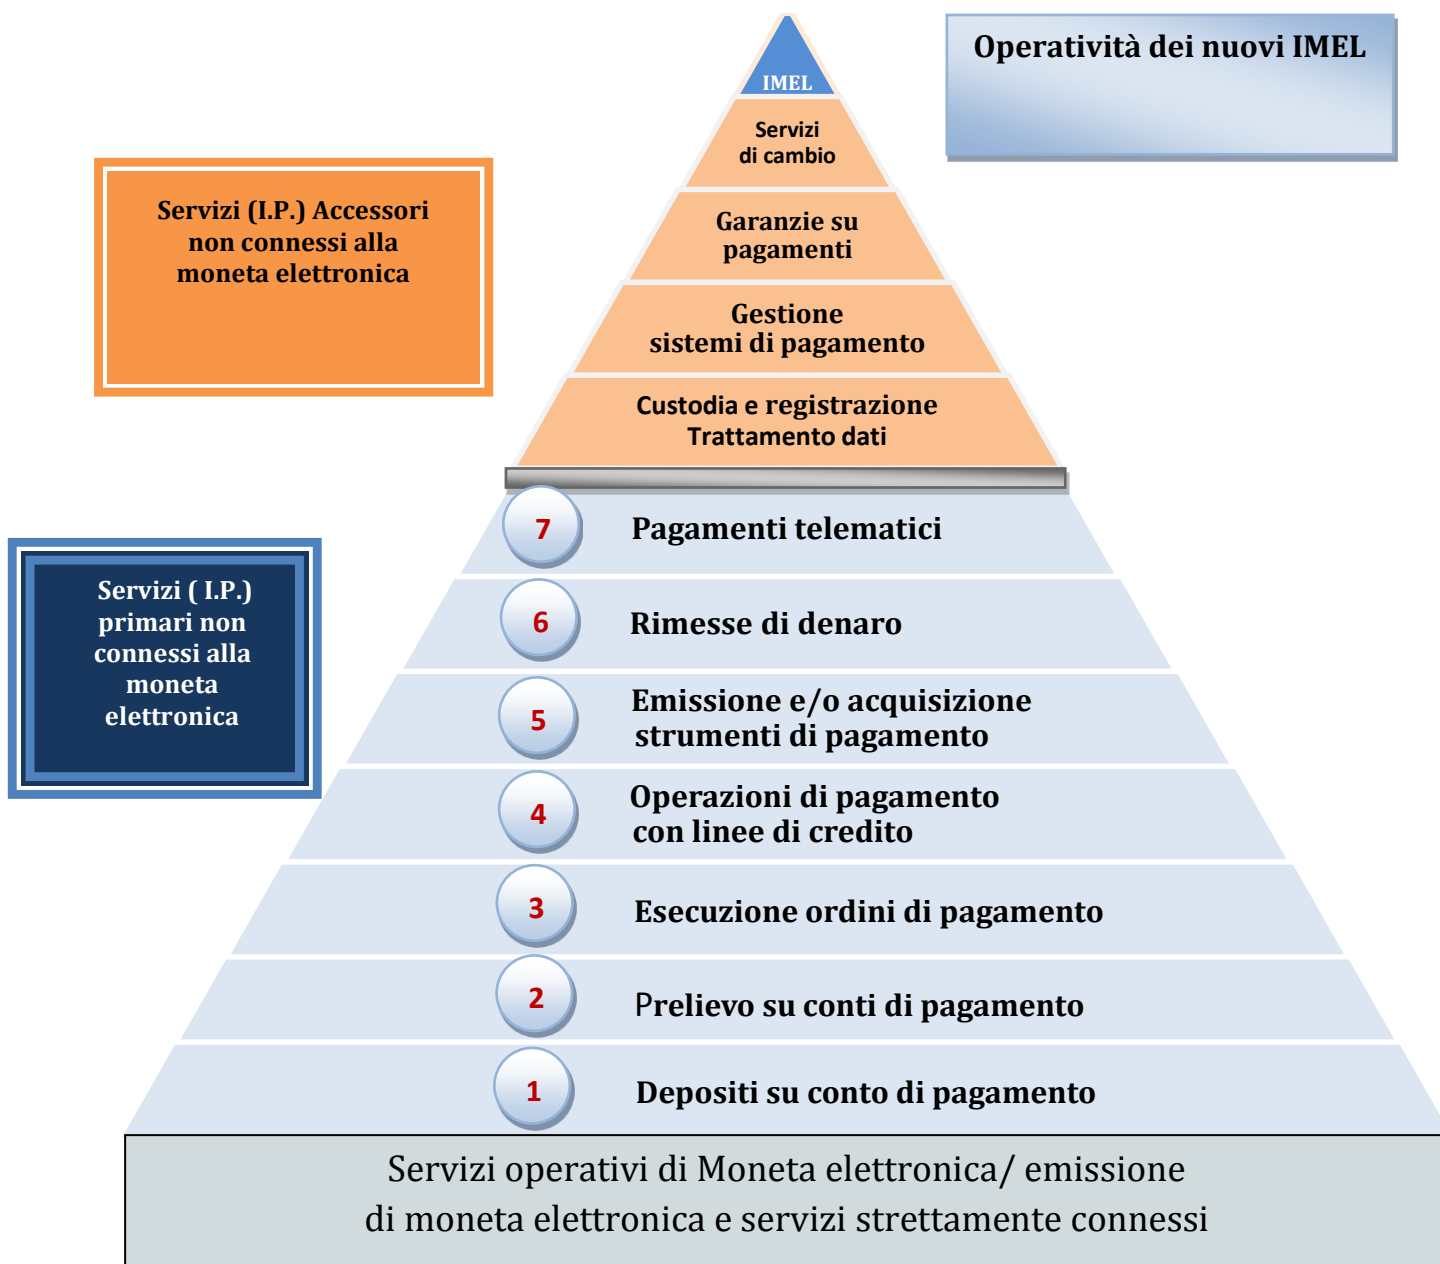 Operatività dei nuovi IMEL
IMEL
Servizi
di cambio
Servizi (I.P.) Accessori
non connessi alla
moneta elettronica
Garanzie su
pagamenti
Gestione
sistemi di pagamento
Custodia e registrazione
Trattamento dati
7 Pagamenti telematici
Servizi ( I.P.)
primari non
connessi alla
moneta
elettronica
6 Rimesse di denaro
5 Emissione e/o acquisizione
strumenti di pagamento
4 Operazioni di pagamento
con linee di credito
3 Esecuzione ordini di pagamento
2 Prelievo su conti di pagamento
1 Depositi su conto di pagamento
Servizi operativi di Moneta elettronica/ emissione
di moneta elettronica e servizi strettamente connessi